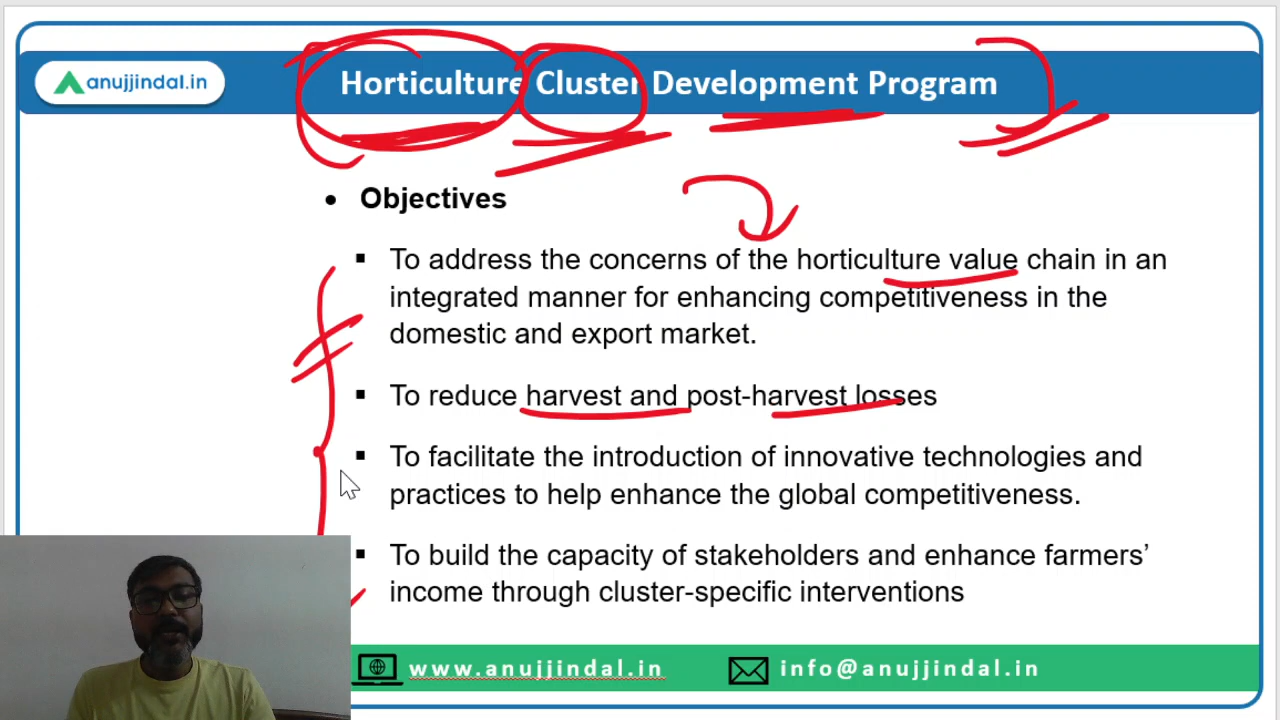 anujjindal.in
Horticulture Cluster Development Program
• Objectives
▪ To address the concerns of the horticulture value chain in an
integrated manner for enhancing competitiveness in the
domestic and export market.
▪ To reduce harvest and post-harvest losses
▪ To facilitate the introduction of innovative technologies and
practices to help enhance the global competitiveness.
▪ To build the capacity of stakeholders and enhance farmers’
income through cluster-specific interventions
www.anujjindal.in info@anujjindal.in